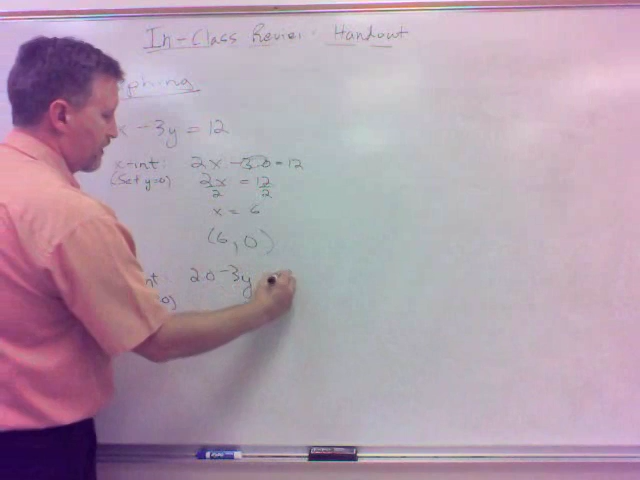 In-Class Review: Handout
phing
x - 3y = 12
x-int: 2x - 3·0 = 12
(Set y=0) 2x/2 = 12/2
x = 6
(6, 0)
nt: 2·0 - 3y
0)